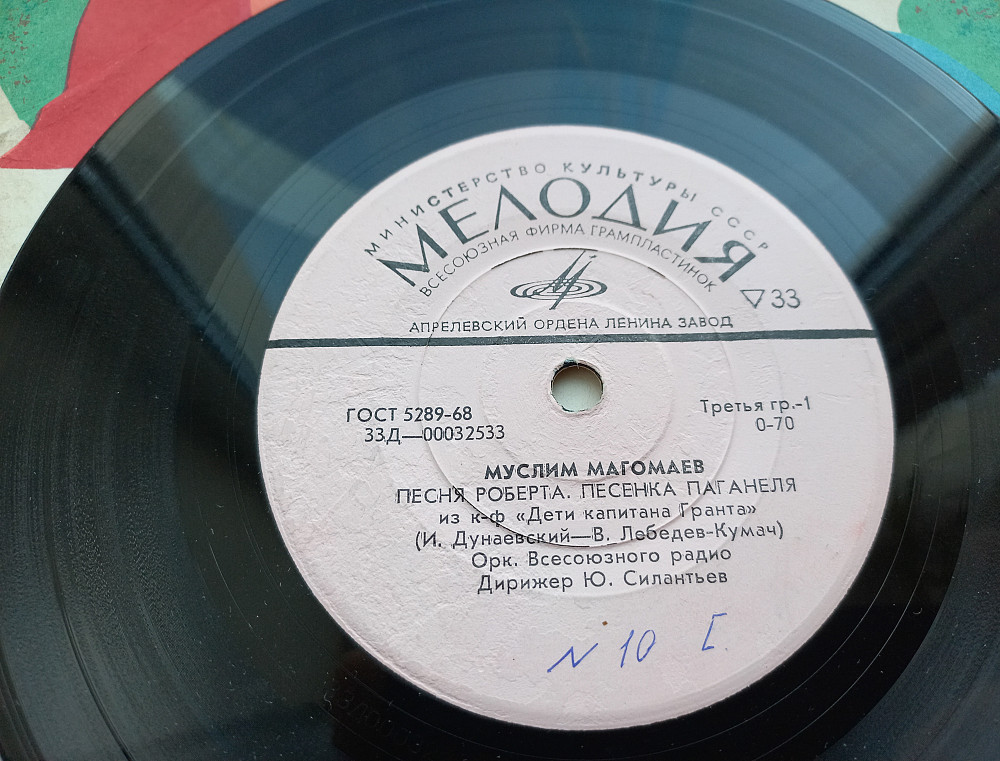 МИНИСТЕРСТВО КУЛЬТУРЫ СССР
МЕЛОДИЯ
ВСЕСОЮЗНАЯ ФИРМА ГРАМПЛАСТИНОК
▽33
АПРЕЛЕВСКИЙ ОРДЕНА ЛЕНИНА ЗАВОД
ГОСТ 5289-68
33Д—00032533
Третья гр.-1
0-70
МУСЛИМ МАГОМАЕВ
ПЕСНЯ РОБЕРТА. ПЕСЕНКА ПАГАНЕЛЯ
из к-ф «Дети капитана Гранта»
(И. Дунаевский—В. Лебедев-Кумач)
Орк. Всесоюзного радио
Дирижер Ю. Силантьев
N 10 [